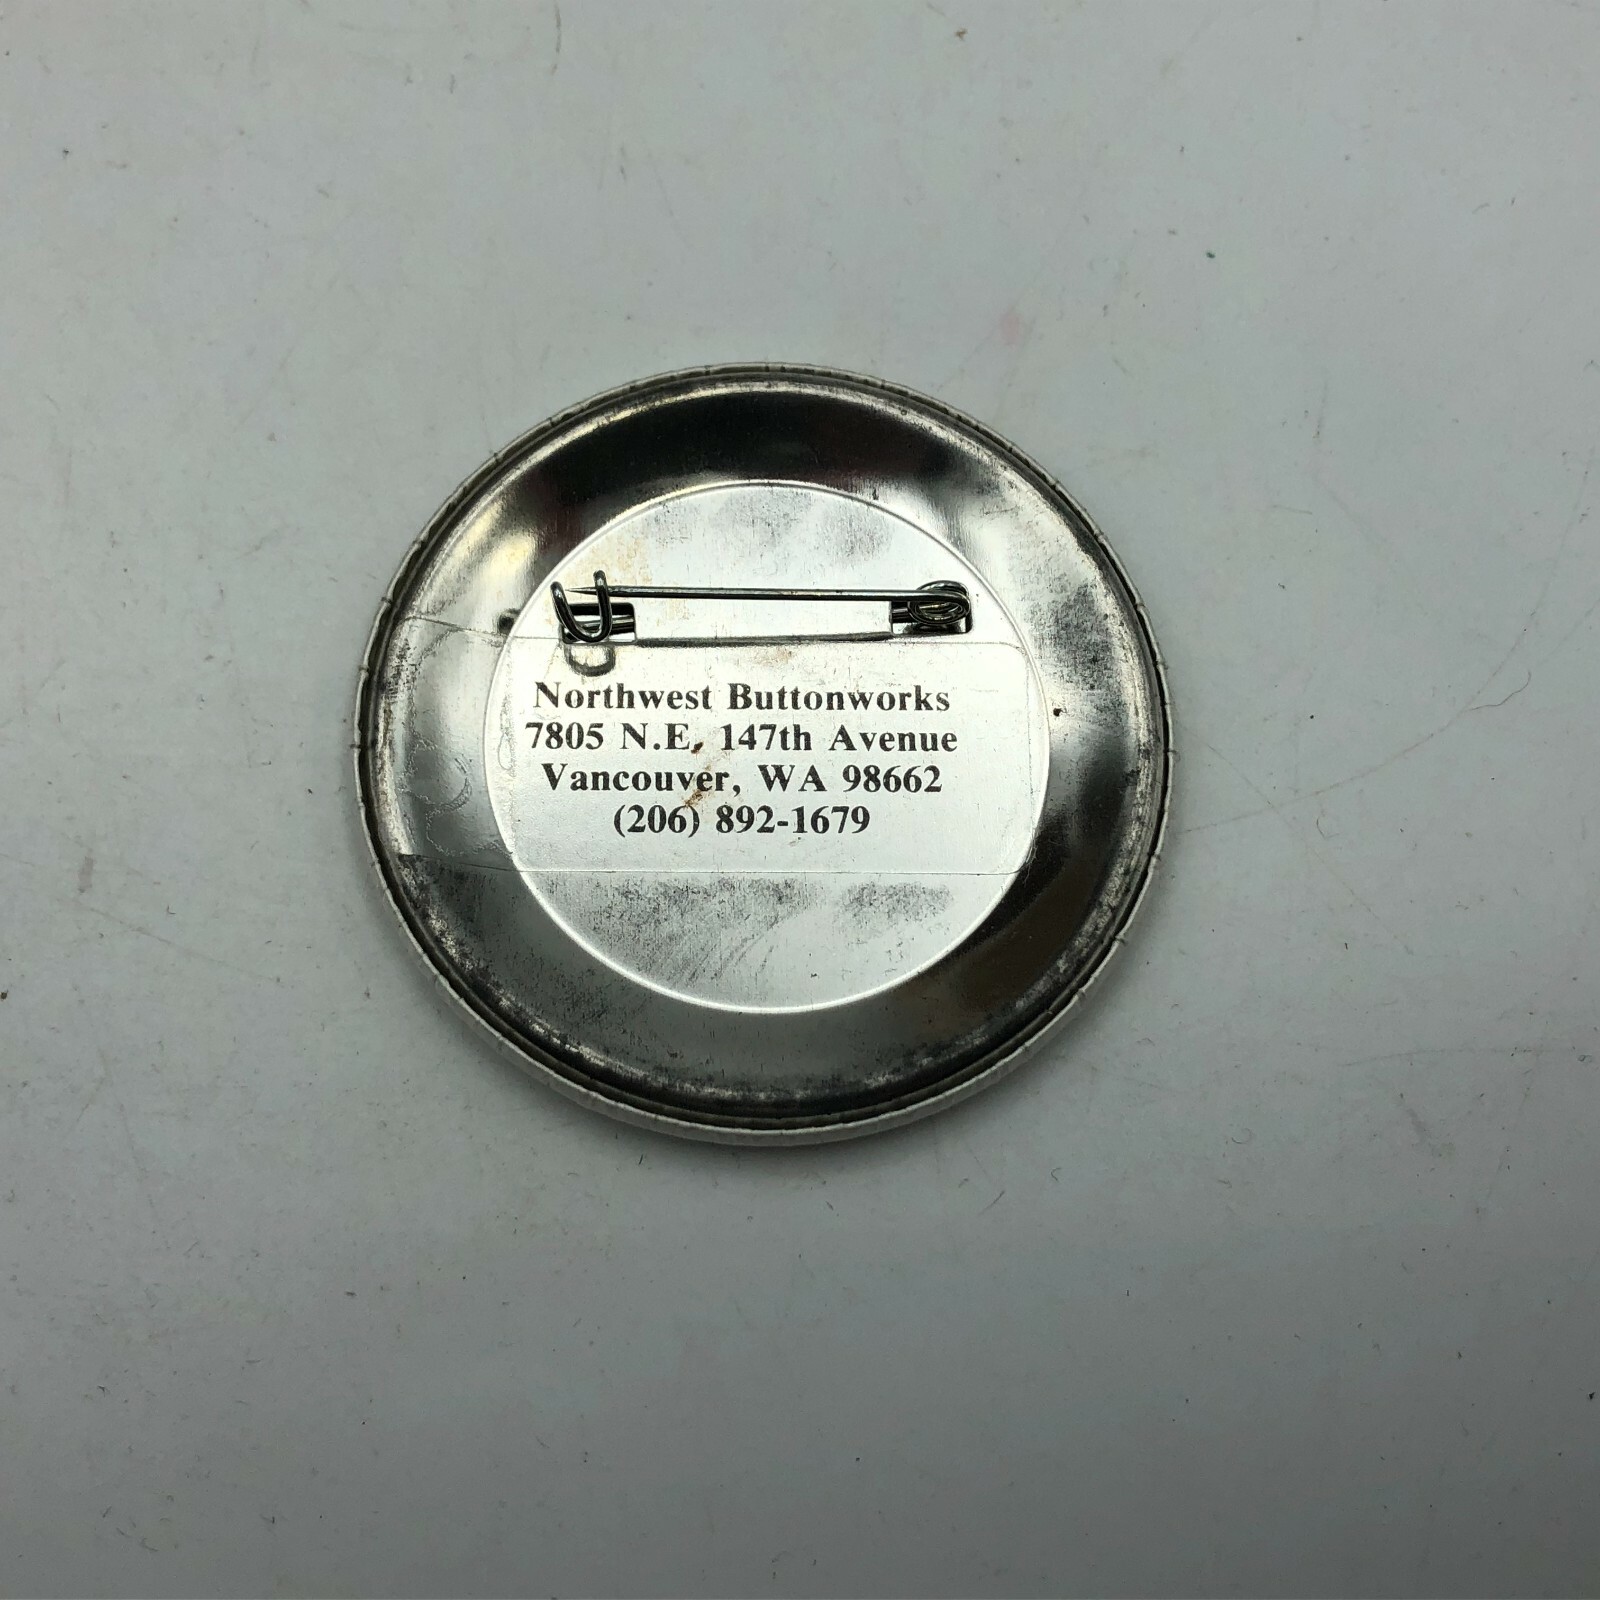 Northwest Buttonworks
7805 N.E. 147th Avenue
Vancouver, WA 98662
(206) 892-1679